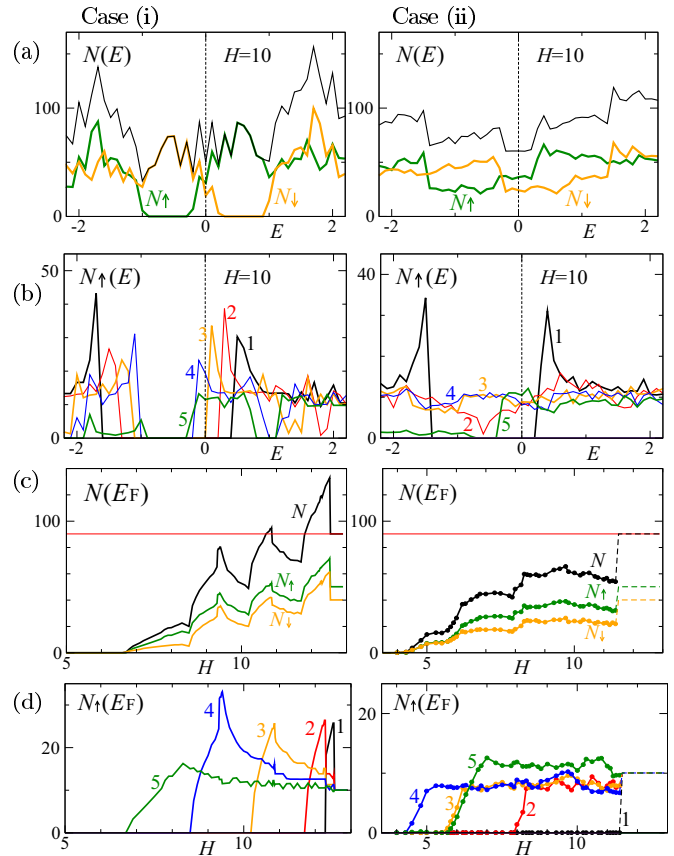 Case (i) Case (ii)
(a) N(E) H=10 N(E) H=10
100 100
50 50
N↑ N↓ N↑ N↓
0 0
-2 0 E 2 -2 0 E 2
(b) N↑(E) H=10 N↑(E) H=10
50 40
2
3 1 1
4 4 3
5 2 5
0 0
-2 0 E 2 -2 0 E 2
(c) N(EF) N(EF)
N
100 100
N
N↑ N↑
N↓ N↓
0 0
5 H 10 5 H 10
(d) N↑(EF) N↑(EF)
4 20
3 2 1
20 5
5 4 3 2
1
0 0
5 H 10 5 H 10